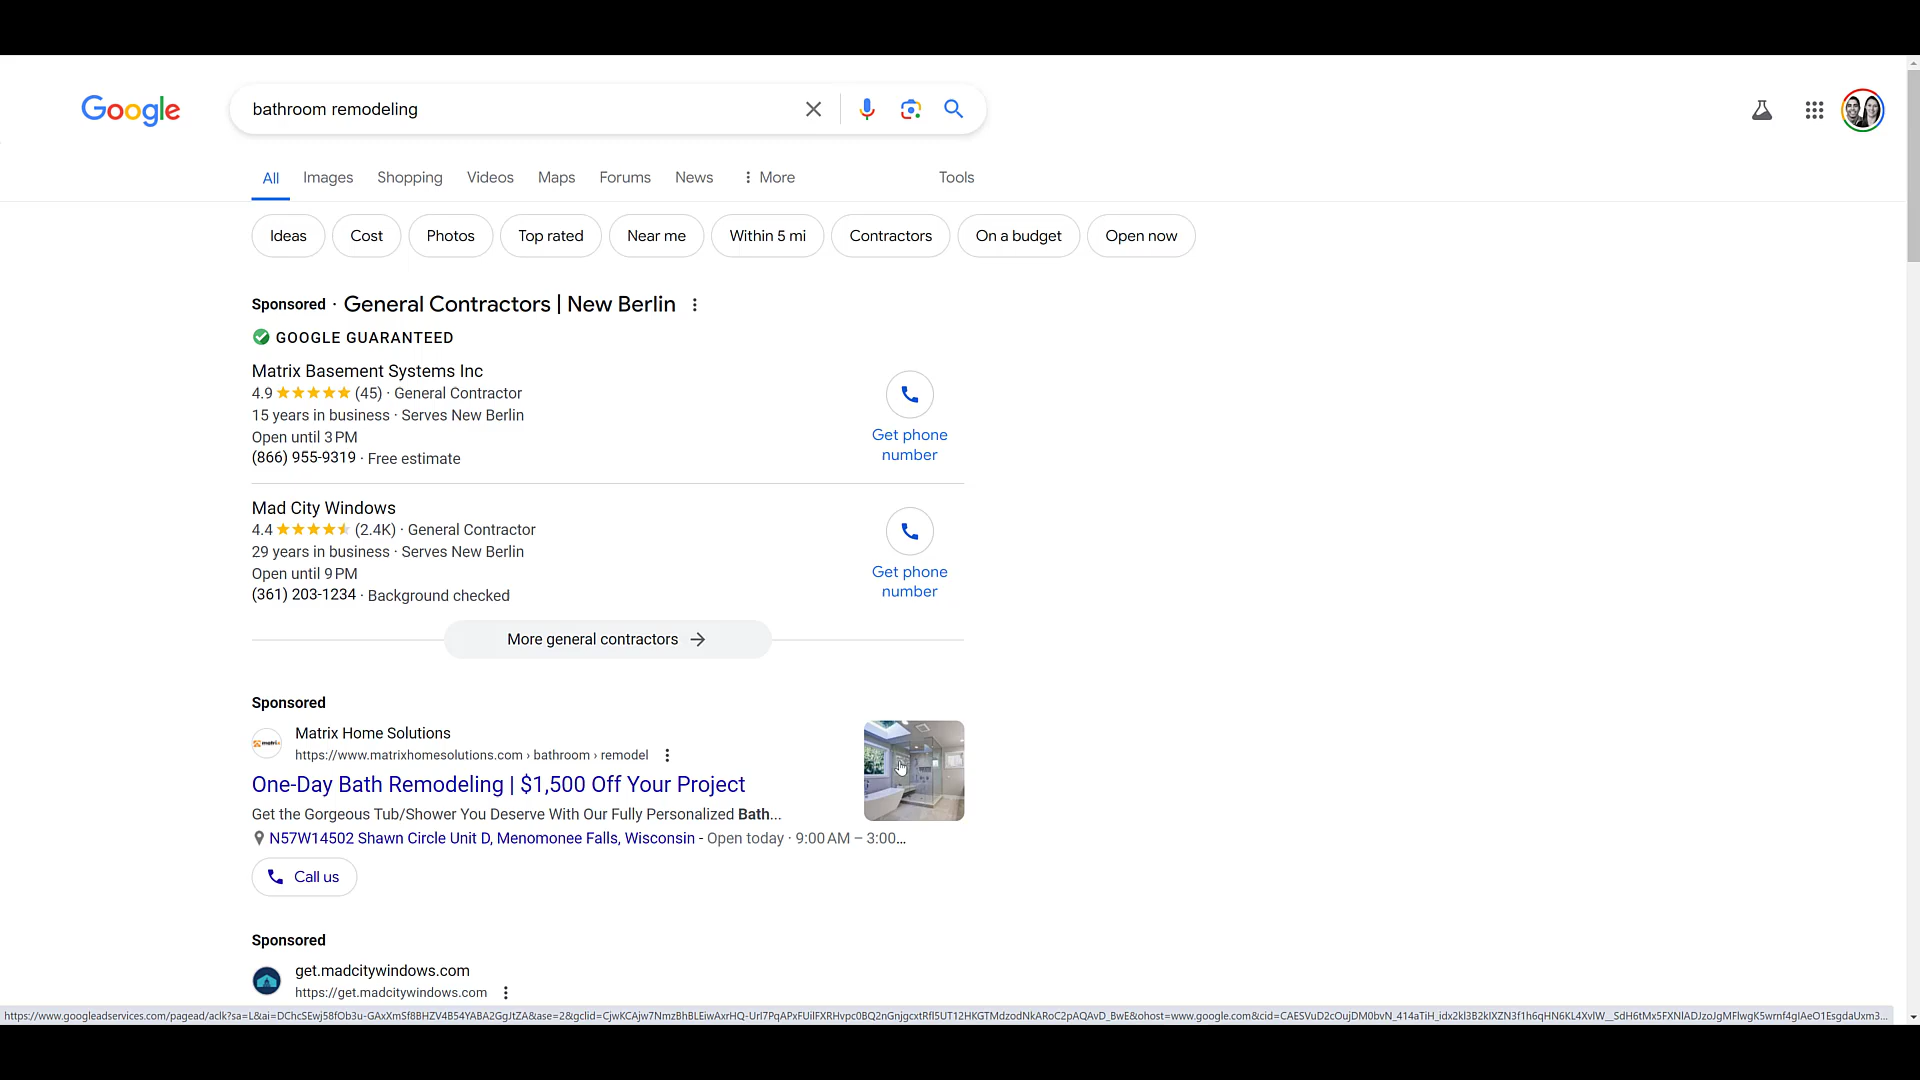 Google
bathroom remodeling
All Images Shopping Videos Maps Forums News More Tools
Ideas Cost Photos Top rated Near me Within 5 mi Contractors On a budget Open now
Sponsored · General Contractors | New Berlin
GOOGLE GUARANTEED
Matrix Basement Systems Inc
4.9 (45) · General Contractor
15 years in business · Serves New Berlin
Open until 3 PM
(866) 955-9319 · Free estimate
Get phone
number
Mad City Windows
4.4 (2.4K) · General Contractor
29 years in business · Serves New Berlin
Open until 9 PM
(361) 203-1234 · Background checked
Get phone
number
More general contractors
Sponsored
matrix
Matrix Home Solutions
https://www.matrixhomesolutions.com › bathroom › remodel
One-Day Bath Remodeling | $1,500 Off Your Project
Get the Gorgeous Tub/Shower You Deserve With Our Fully Personalized Bath...
N57W14502 Shawn Circle Unit D, Menomonee Falls, Wisconsin - Open today · 9:00 AM – 3:00...
Call us
Sponsored
get.madcitywindows.com
https://get.madcitywindows.com